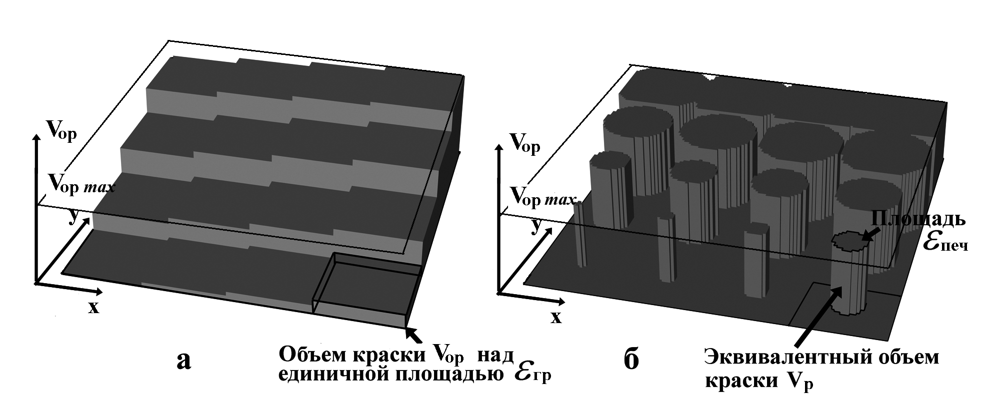 Vор
Vор max
y
x
а
Объем краски Vор над
единичной площадью εгр
Vор
Vор max
y
x
Площадь
εпеч
б
Эквивалентный объем
краски Vр